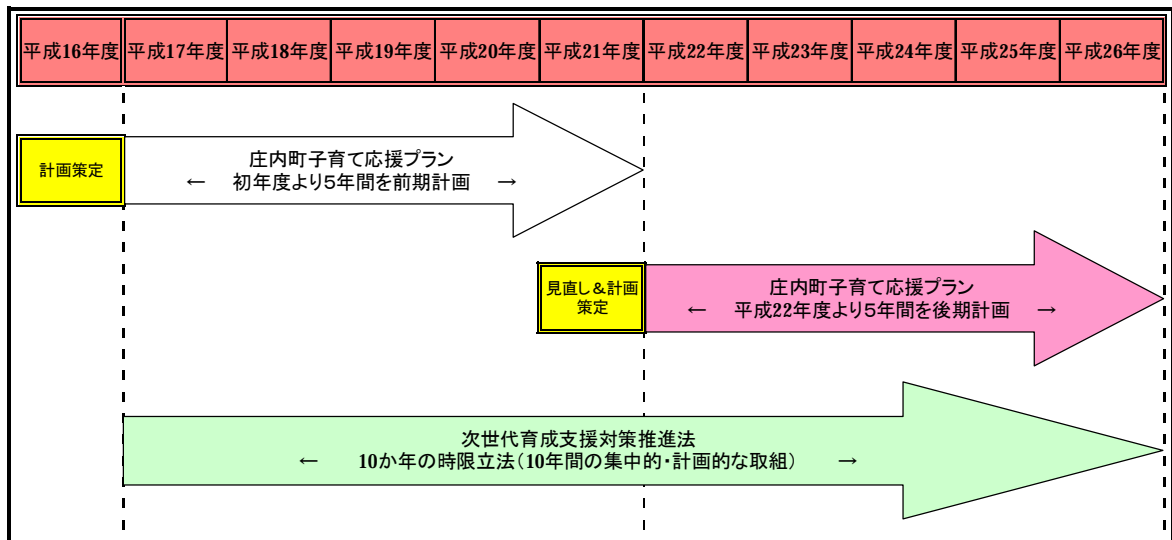 平成16年度 平成17年度 平成18年度 平成19年度 平成20年度 平成21年度 平成22年度 平成23年度 平成24年度 平成25年度 平成26年度
計画策定
庄内町子育て応援プラン
← 初年度より5年間を前期計画 →
見直し&計画
策定
庄内町子育て応援プラン
← 平成22年度より5年間を後期計画 →
次世代育成支援対策推進法
← 10か年の時限立法(10年間の集中的・計画的な取組) →